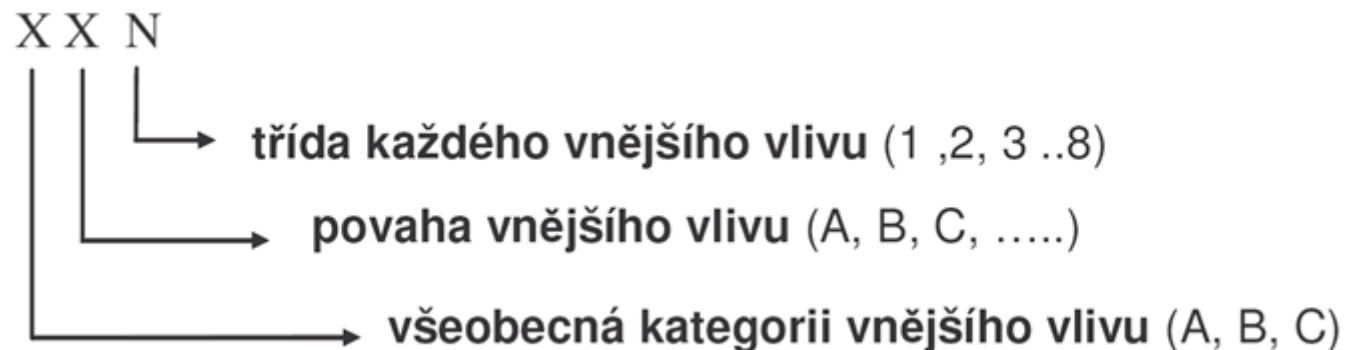 X X N
třída každého vnějšího vlivu (1 ,2, 3 ..8)
povaha vnějšího vlivu (A, B, C, …..)
všeobecná kategorii vnějšího vlivu (A, B, C)